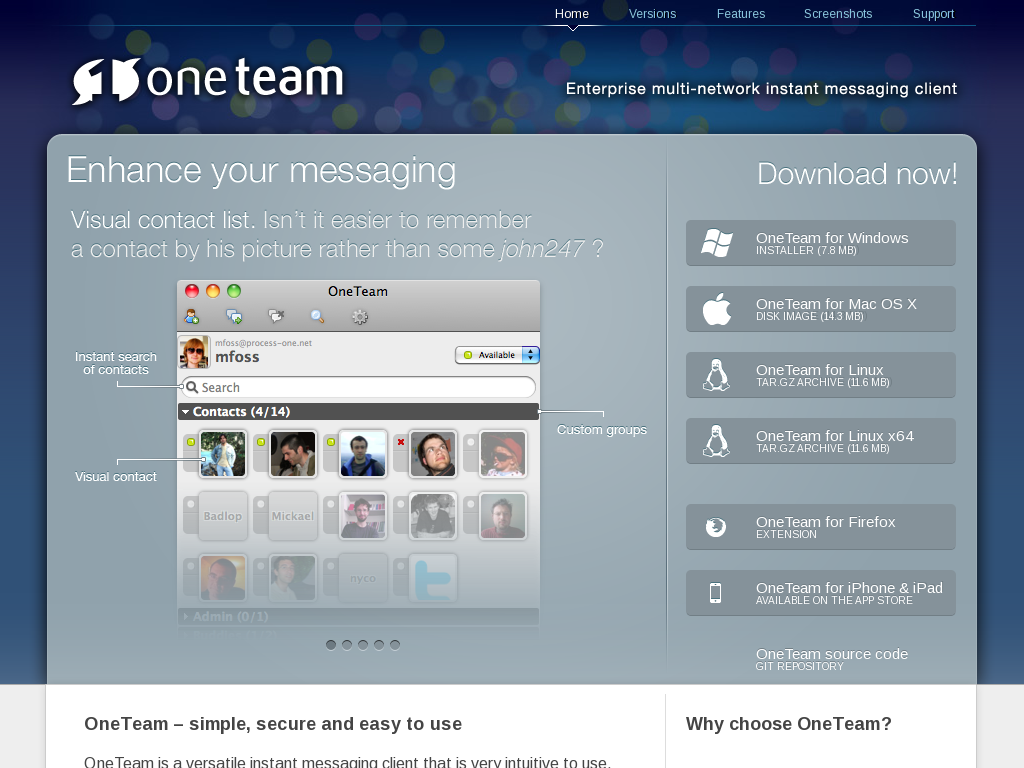 Home Versions Features Screenshots Support
one team
Enterprise multi-network instant messaging client
Enhance your messaging
Visual contact list. Isn't it easier to remember
a contact by his picture rather than some john247 ?
OneTeam
mfoss@process-one.net
mfoss
Available
Instant search
of contacts
Search
Contacts (4/14)
Custom groups
Visual contact
Badlop
Mickael
nyco
Admin (0/1)
Download now!
OneTeam for Windows
INSTALLER (7.8 MB)
OneTeam for Mac OS X
DISK IMAGE (14.3 MB)
OneTeam for Linux
TAR.GZ ARCHIVE (11.6 MB)
OneTeam for Linux x64
TAR.GZ ARCHIVE (11.6 MB)
OneTeam for Firefox
EXTENSION
OneTeam for iPhone & iPad
AVAILABLE ON THE APP STORE
OneTeam source code
GIT REPOSITORY
OneTeam – simple, secure and easy to use
OneTeam is a versatile instant messaging client that is very intuitive to use.
Why choose OneTeam?